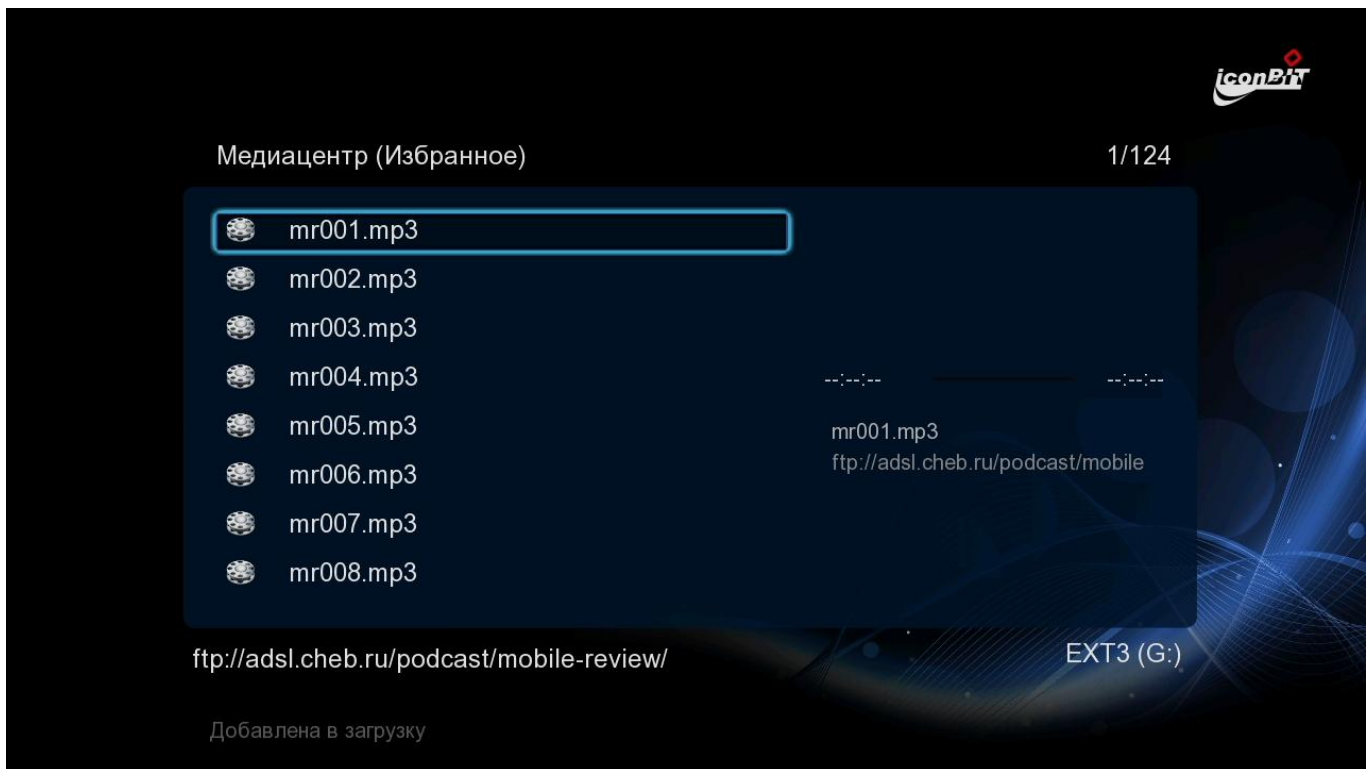 iconBiT
Медиацентр (Избранное) 1/124
mr001.mp3
mr002.mp3
mr003.mp3
mr004.mp3
--:--:-- --:--:--
mr005.mp3
mr001.mp3
ftp://adsl.cheb.ru/podcast/mobile
mr006.mp3
mr007.mp3
mr008.mp3
ftp://adsl.cheb.ru/podcast/mobile-review/ EXT3 (G:)
Добавлена в загрузку